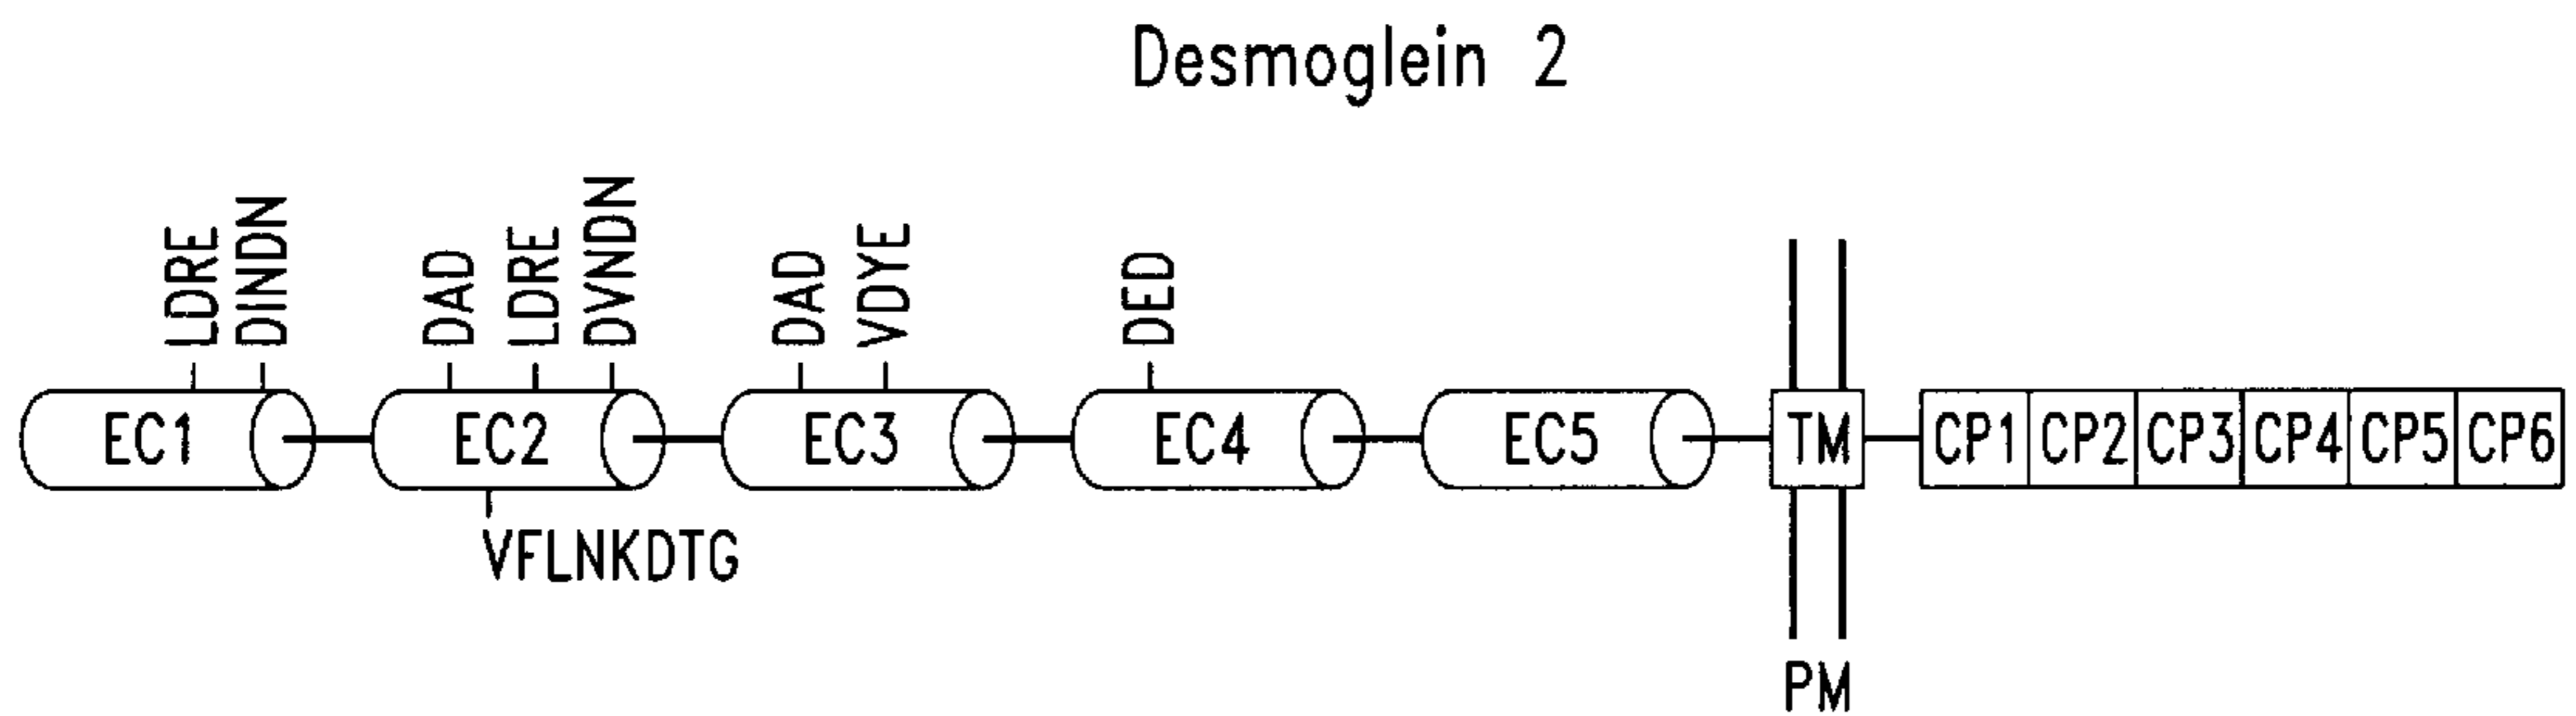 Desmoglein 2
LDRE
DINDN
DAD
LDRE
DVNDN
DAD
VDYE
DED
EC1
EC2
EC3
EC4
EC5
TM
CP1
CP2
CP3
CP4
CP5
CP6
VFLNKDTG
PM